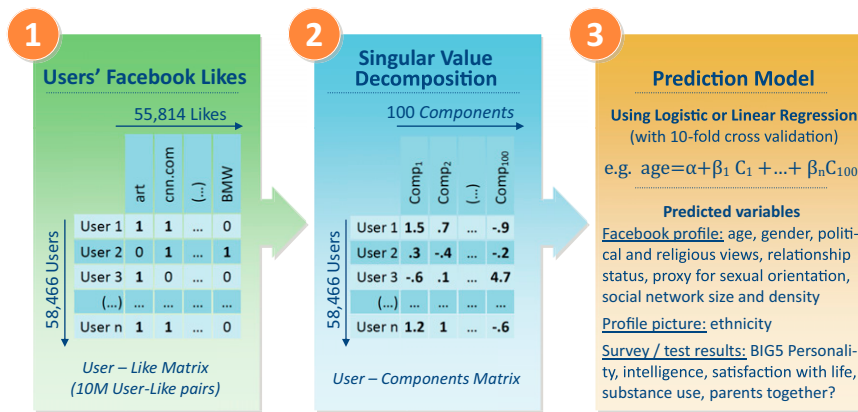 1
Users' Facebook Likes
55,814 Likes
art cnn.com (...) BMW
58,466 Users
User 1 1 1 ... 0
User 2 0 1 ... 1
User 3 1 0 ... 0
(...) ... ... ... ...
User n 1 1 ... 0
User – Like Matrix
(10M User-Like pairs)
2
Singular Value
Decomposition
100 Components
Comp1 Comp2 (...) Comp100
58,466 Users
User 1 1.5 .7 ... -.9
User 2 .3 -.4 ... -.2
User 3 -.6 .1 ... 4.7
(...) ... ... ... ...
User n 1.2 1 ... -.6
User – Components Matrix
3
Prediction Model
Using Logistic or Linear Regression
(with 10-fold cross validation)
e.g. age=α+β1 C1 +...+ βnC100
Predicted variables
Facebook profile: age, gender, politi-
cal and religious views, relationship
status, proxy for sexual orientation,
social network size and density
Profile picture: ethnicity
Survey / test results: BIG5 Personali-
ty, intelligence, satisfaction with life,
substance use, parents together?